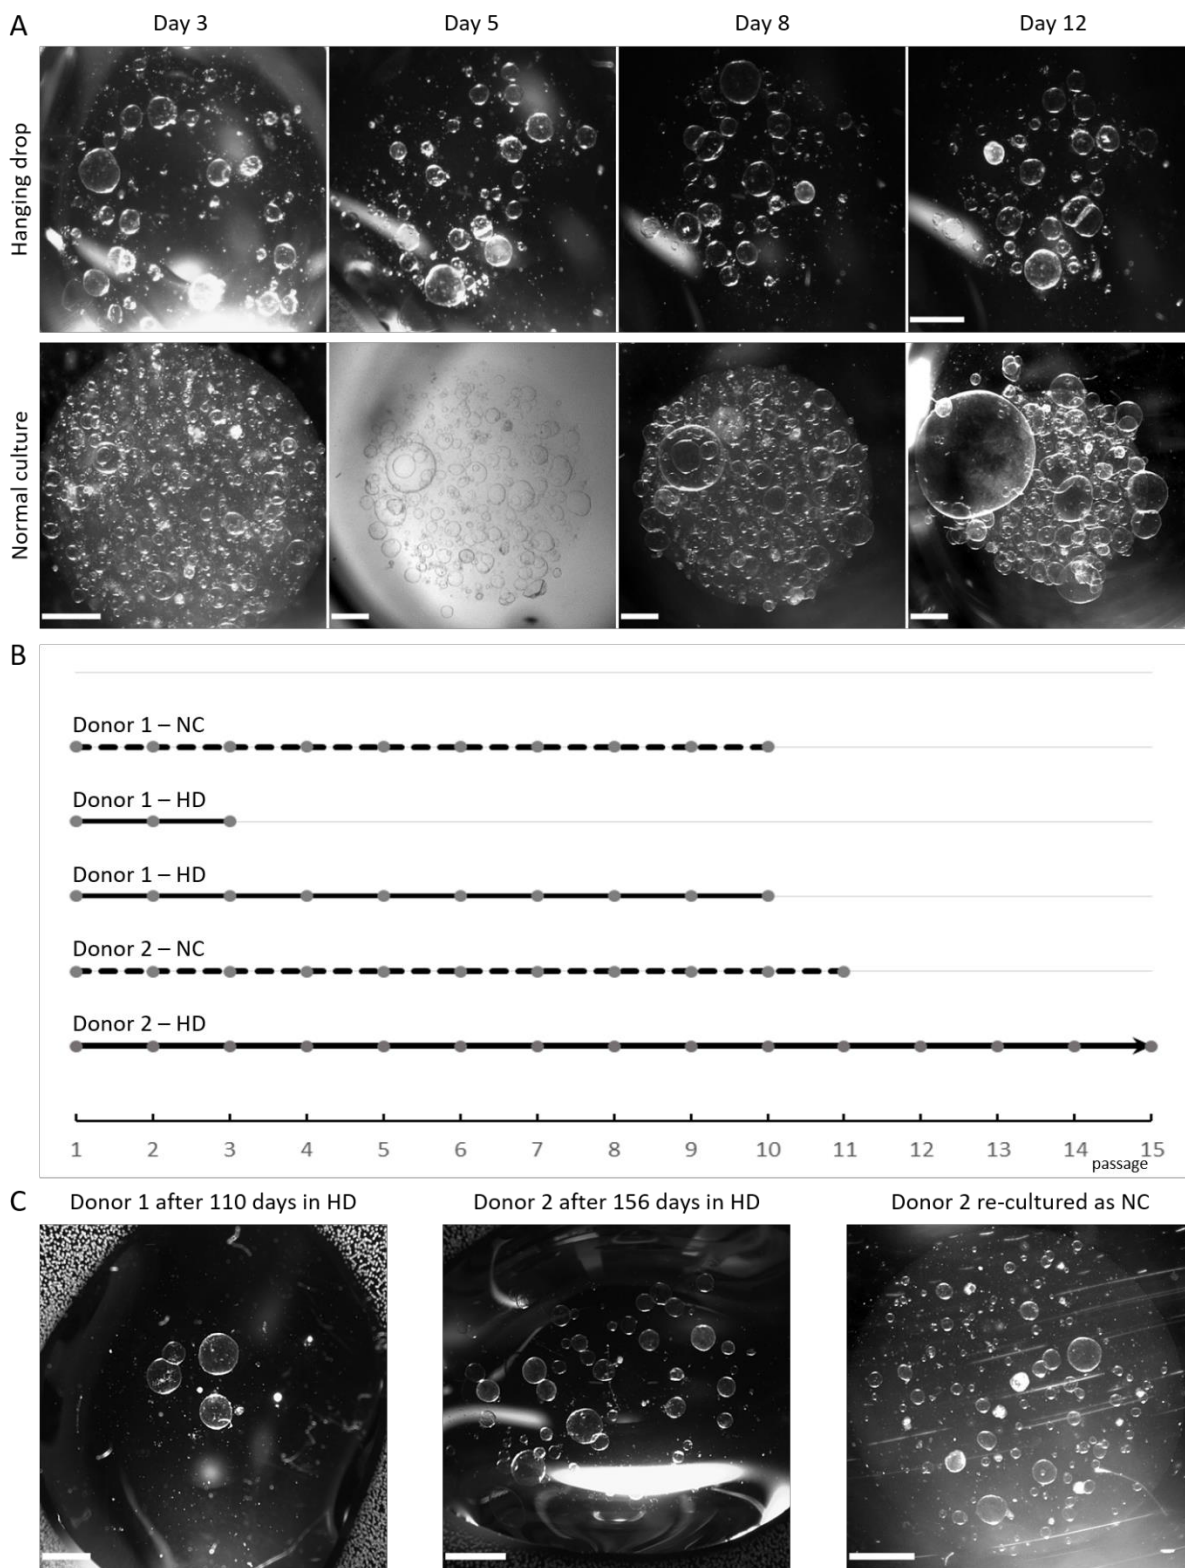 A
Day 3
Day 5
Day 8
Day 12
Hanging drop
Normal culture
B
Donor 1 – NC
Donor 1 – HD
Donor 1 – HD
Donor 2 – NC
Donor 2 – HD
1 2 3 4 5 6 7 8 9 10 11 12 13 14 15
passage
C
Donor 1 after 110 days in HD
Donor 2 after 156 days in HD
Donor 2 re-cultured as NC